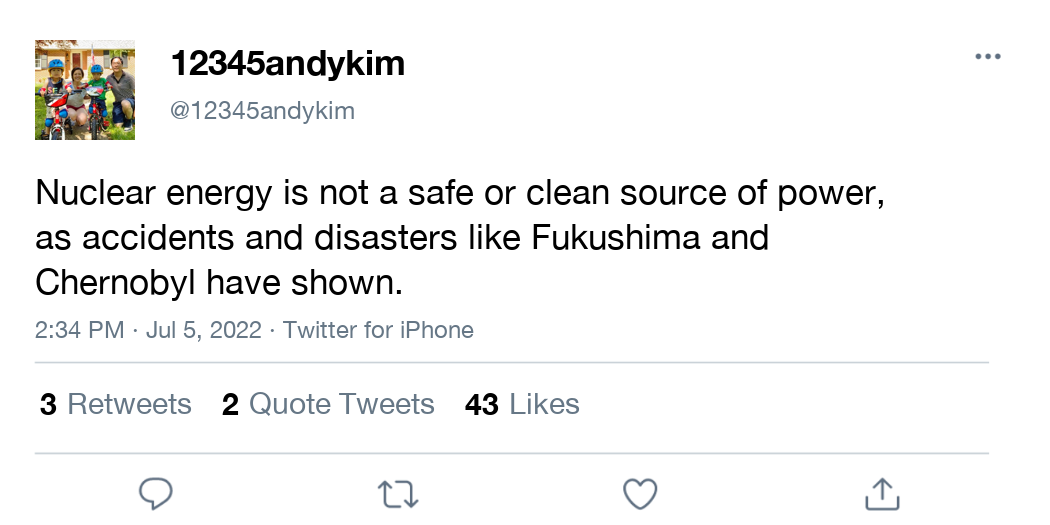 12345andykim
@12345andykim
Nuclear energy is not a safe or clean source of power,
as accidents and disasters like Fukushima and
Chernobyl have shown.
2:34 PM · Jul 5, 2022 · Twitter for iPhone
3 Retweets 2 Quote Tweets 43 Likes